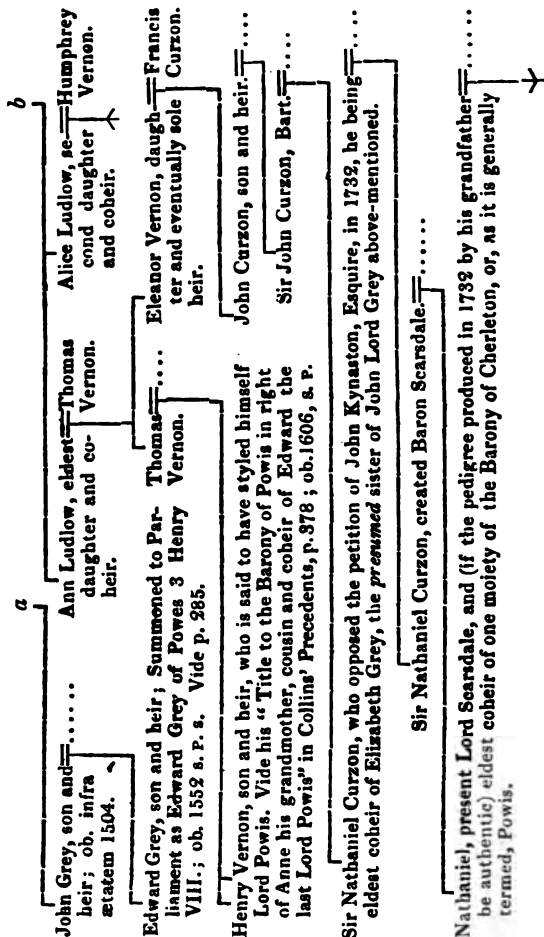 a
b
John Grey, son and
heir; ob. infra
ætatem 1504.
Ann Ludlow, eldest
daughter and co-
heir.
Thomas
Vernon.
Alice Ludlow, se-
cond daughter
and coheir.
Humphrey
Vernon.
Edward Grey, son and heir; Summoned to Par-
liament as Edward Grey of Powes 3 Henry
VIII.; ob. 1552 s. P. s. Vide p. 285.
Thomas
Vernon.
Eleanor Vernon, daugh-
ter and eventually sole
heir.
Francis
Curzon.
Henry Vernon, son and heir, who is said to have styled himself
Lord Powis. Vide his “Title to the Barony of Powis in right
of Anne his grandmother, cousin and coheir of Edward the
last Lord Powis” in Collins' Precedents, p.378; ob.1606, s. P.
John Curzon, son and heir.
Sir John Curzon, Bart.
Sir Nathaniel Curzon, who opposed the petition of John Kynaston, Esquire, in 1732, he being
eldest coheir of Elizabeth Grey, the presumed sister of John Lord Grey above-mentioned.
Sir Nathaniel Curzon, created Baron Scarsdale.
Nathaniel, present Lord Scarsdale, and (if the pedigree produced in 1732 by his grandfather
be authentic) eldest coheir of one moiety of the Barony of Cherleton, or, as it is generally
termed, Powis.